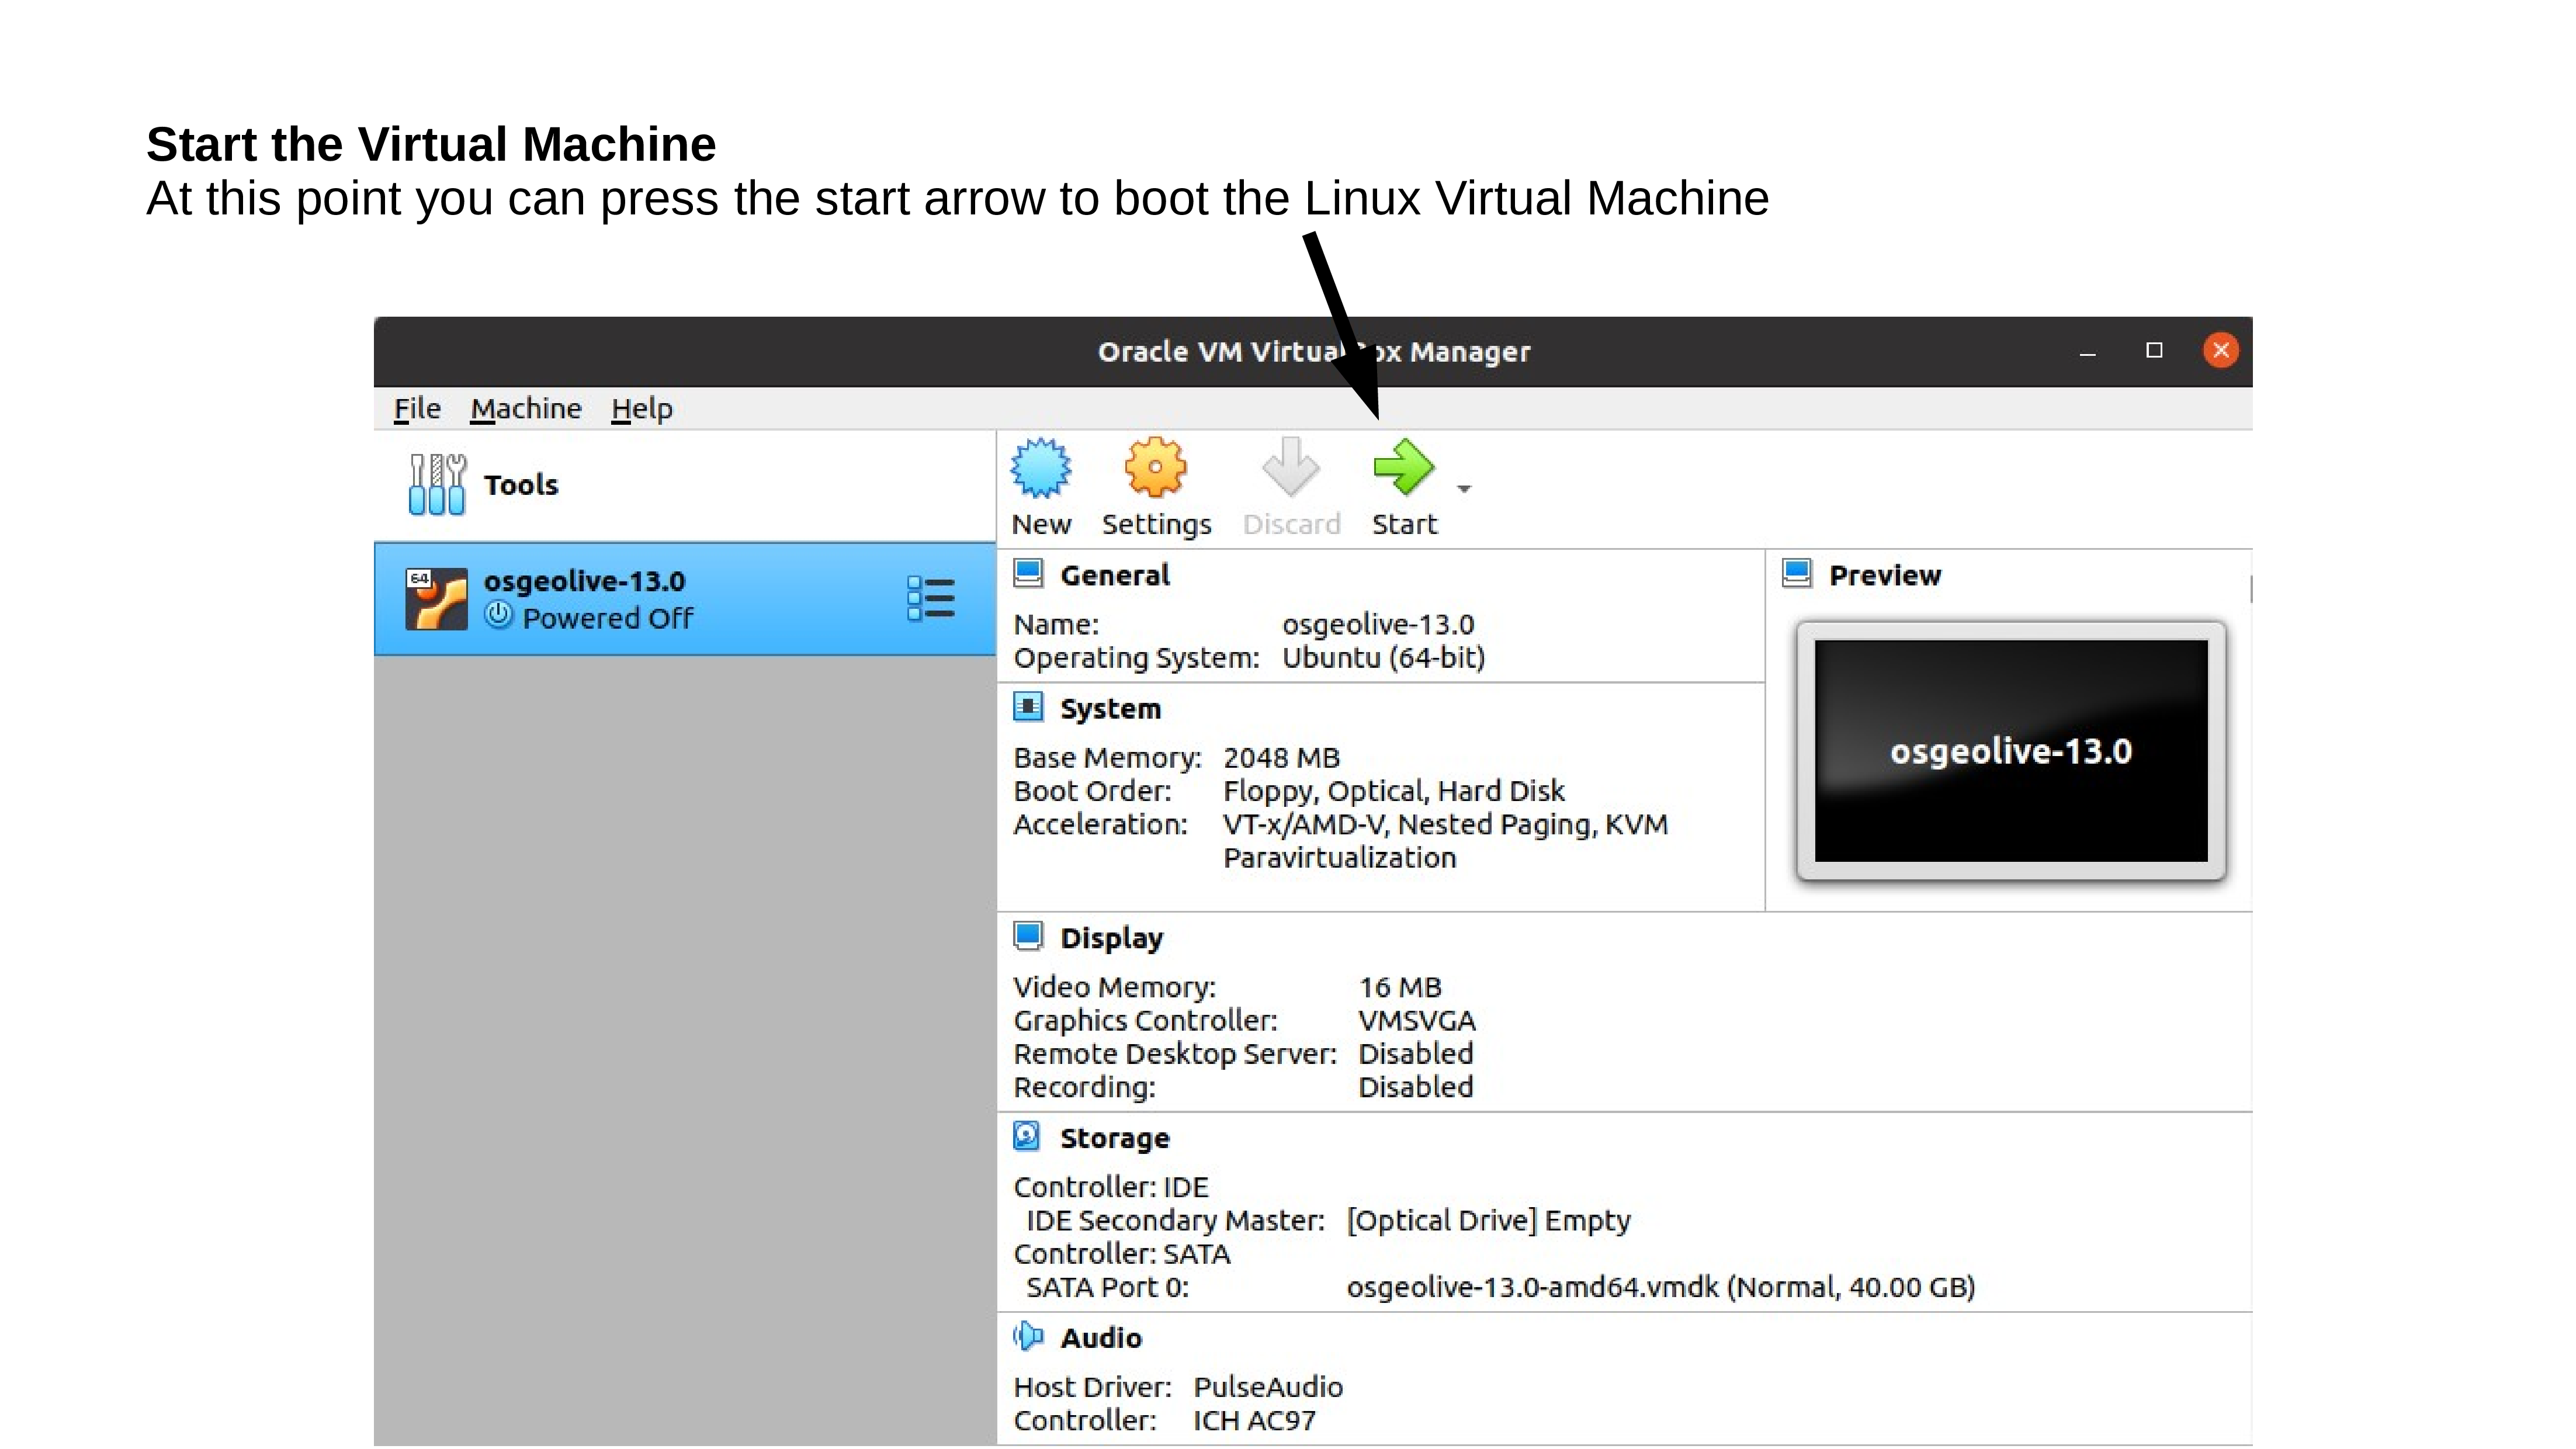 Start the Virtual Machine
At this point you can press the start arrow to boot the Linux Virtual Machine
Oracle VM Virtual ox Manager
File Machine Help
Tools
New Settings Discard Start
64
osgeolive-13.0
Powered Off
General
Name: osgeolive-13.0
Operating System: Ubuntu (64-bit)
Preview
osgeolive-13.0
System
Base Memory: 2048 MB
Boot Order: Floppy, Optical, Hard Disk
Acceleration: VT-x/AMD-V, Nested Paging, KVM
Paravirtualization
Display
Video Memory: 16 MB
Graphics Controller: VMSVGA
Remote Desktop Server: Disabled
Recording: Disabled
Storage
Controller: IDE
IDE Secondary Master: [Optical Drive] Empty
Controller: SATA
SATA Port 0: osgeolive-13.0-amd64.vmdk (Normal, 40.00 GB)
Audio
Host Driver: PulseAudio
Controller: ICH AC97